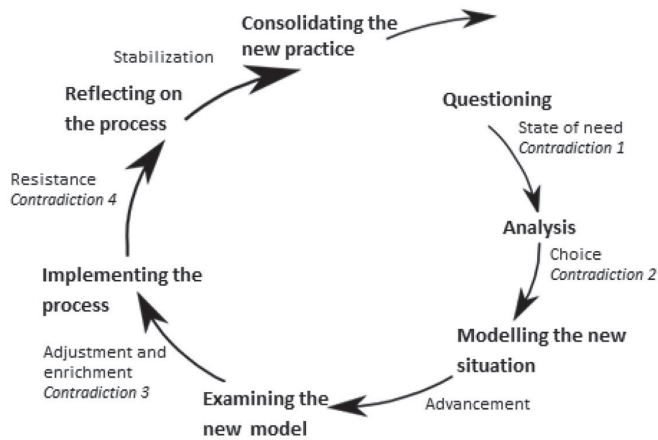 Consolidating the
new practice
Stabilization
Reflecting on
the process
Questioning
State of need
Contradiction 1
Resistance
Contradiction 4
Analysis
Choice
Contradiction 2
Implementing the
process
Modelling the new
situation
Adjustment and
enrichment
Contradiction 3
Examining the
new model
Advancement